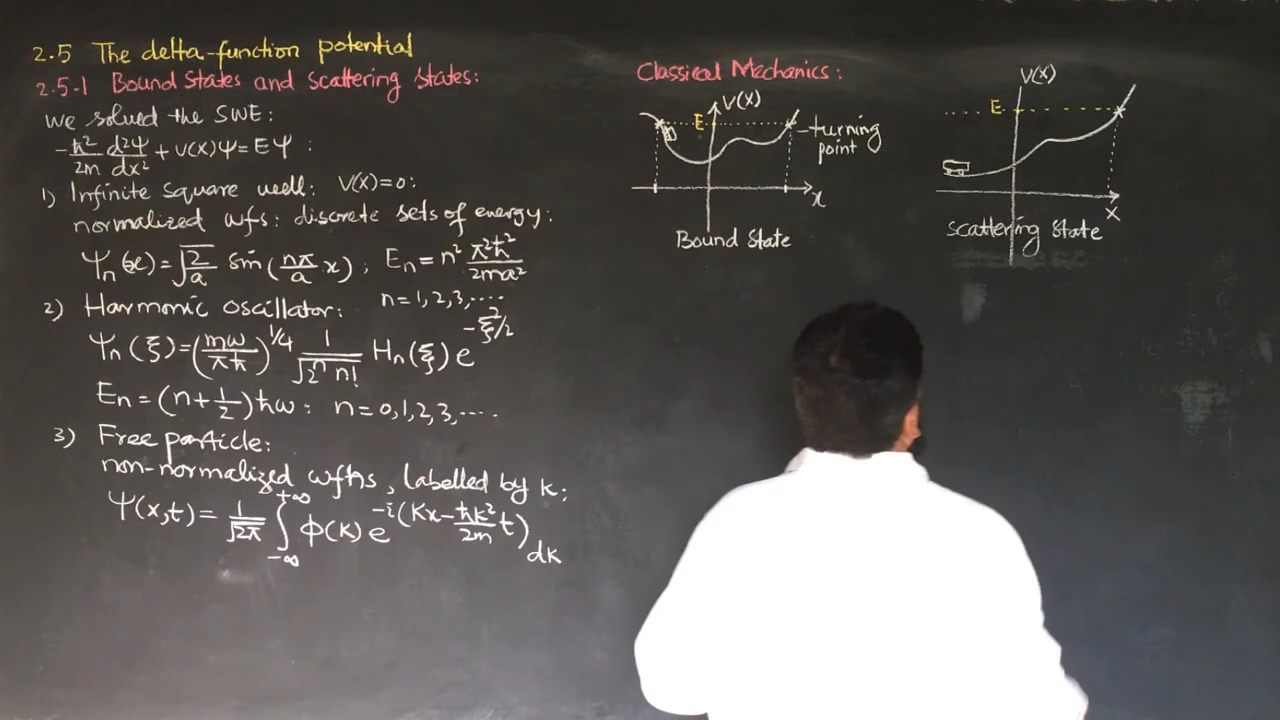 2.5 The delta-function potential
2.5-1 Bound States and Scattering States:
we solved the SWE:
-ħ²/2m d²Ψ/dx² + V(x)Ψ = EΨ :
1) Infinite square well: V(x)=0:
normalized wfs: discrete sets of energy:
Ψn(x) = √(2/a) Sin(nπ/a x) ; En = n² π²ħ²/2ma²
n = 1, 2, 3, ....
2) Harmonic oscillator:
Ψn(ξ) = (mω/πħ)^1/4 1/√(2ⁿ n!) Hn(ξ) e^-ξ²/2
En = (n+1/2)ħω : n = 0, 1, 2, 3, ....
3) Free particle:
non-normalized wfns, labelled by k:
Ψ(x,t) = 1/√2π ∫_-∞^+∞ ϕ(k) e^-i(kx - ħk²/2m t) dk
Classical Mechanics:
V(x)
E
turning
point
x
Bound State
V(X)
E
X
scattering State